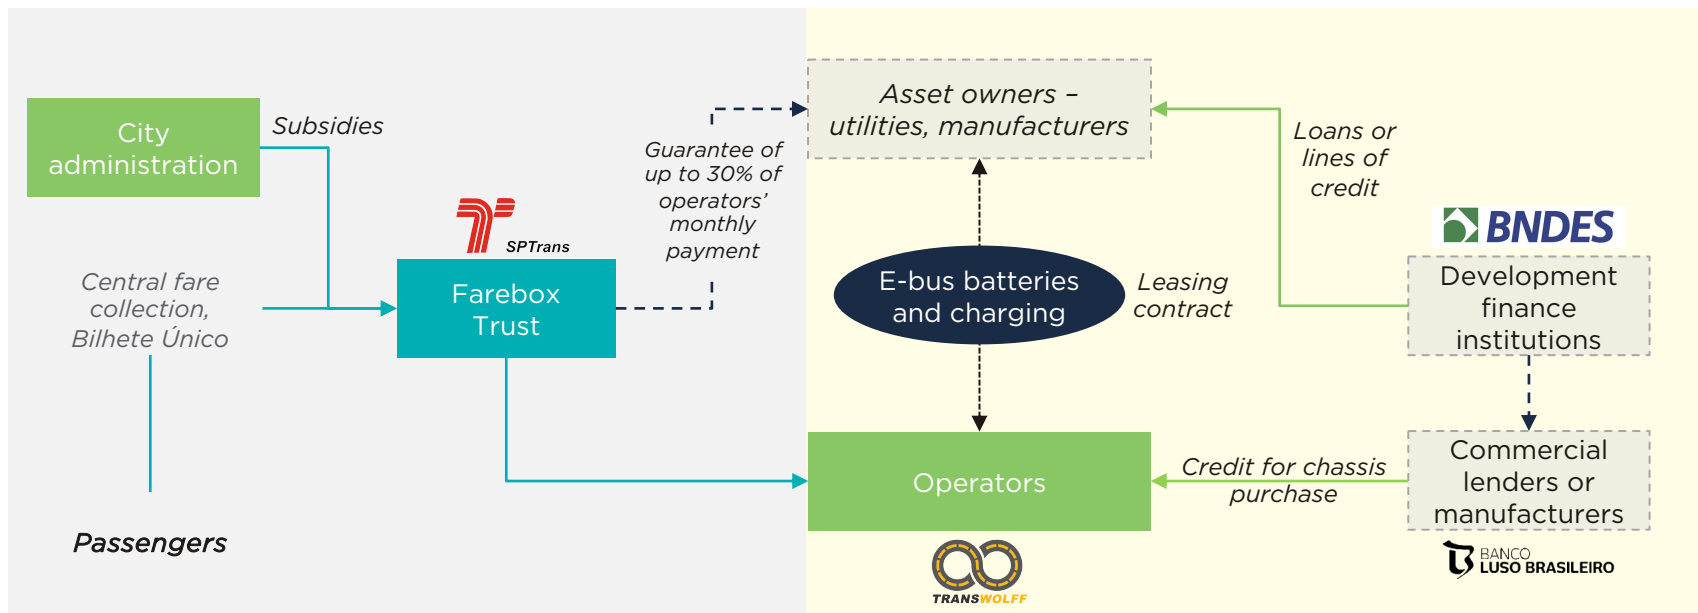 City
administration
Subsidies
SPTrans
Central fare
collection,
Bilhete Único
Passengers
Farebox
Trust
Guarantee of
up to 30% of
operators’
monthly
payment
Asset owners –
utilities, manufacturers
E-bus batteries
and charging
Leasing
contract
Operators
TRANSWOLFF
Loans or
lines of
credit
BNDES
Development
finance
institutions
Credit for chassis
purchase
Commercial
lenders or
manufacturers
BANCO
LUSO BRASILEIRO